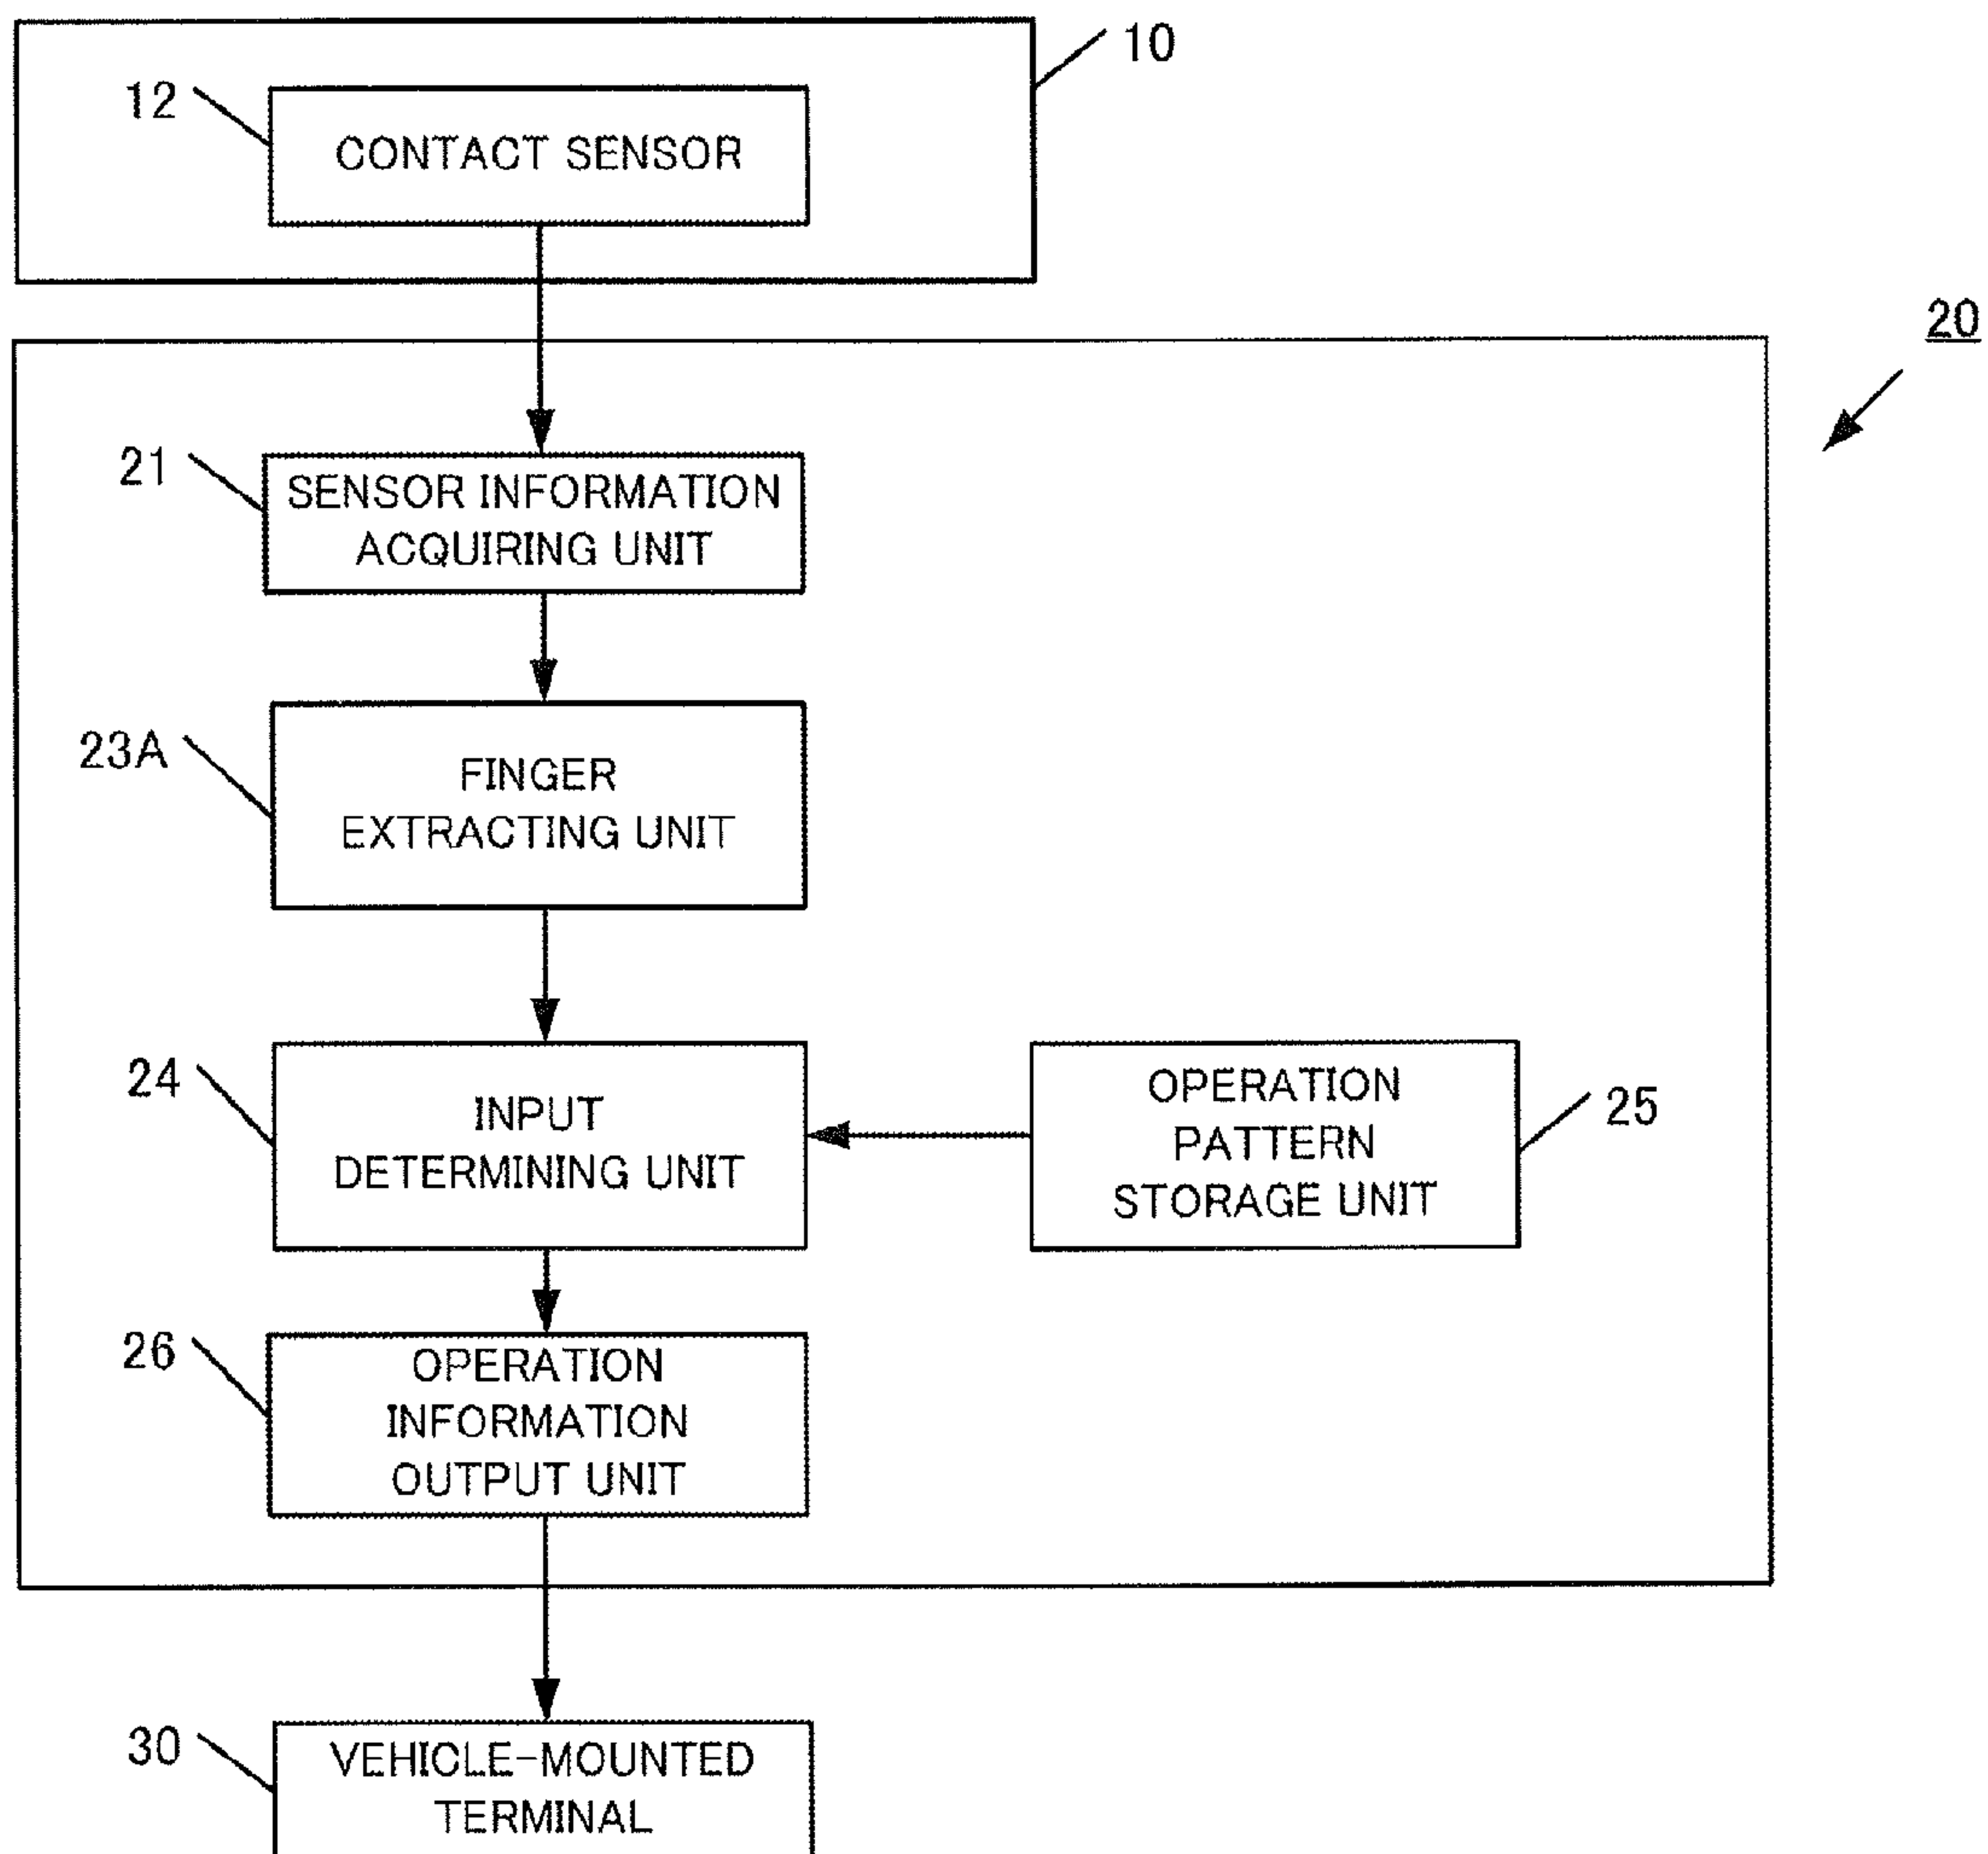 10
12
CONTACT SENSOR
20
21
SENSOR INFORMATION
ACQUIRING UNIT
23A
FINGER
EXTRACTING UNIT
24
INPUT
DETERMINING UNIT
OPERATION
PATTERN
STORAGE UNIT
25
26
OPERATION
INFORMATION
OUTPUT UNIT
30
VEHICLE-MOUNTED
TERMINAL